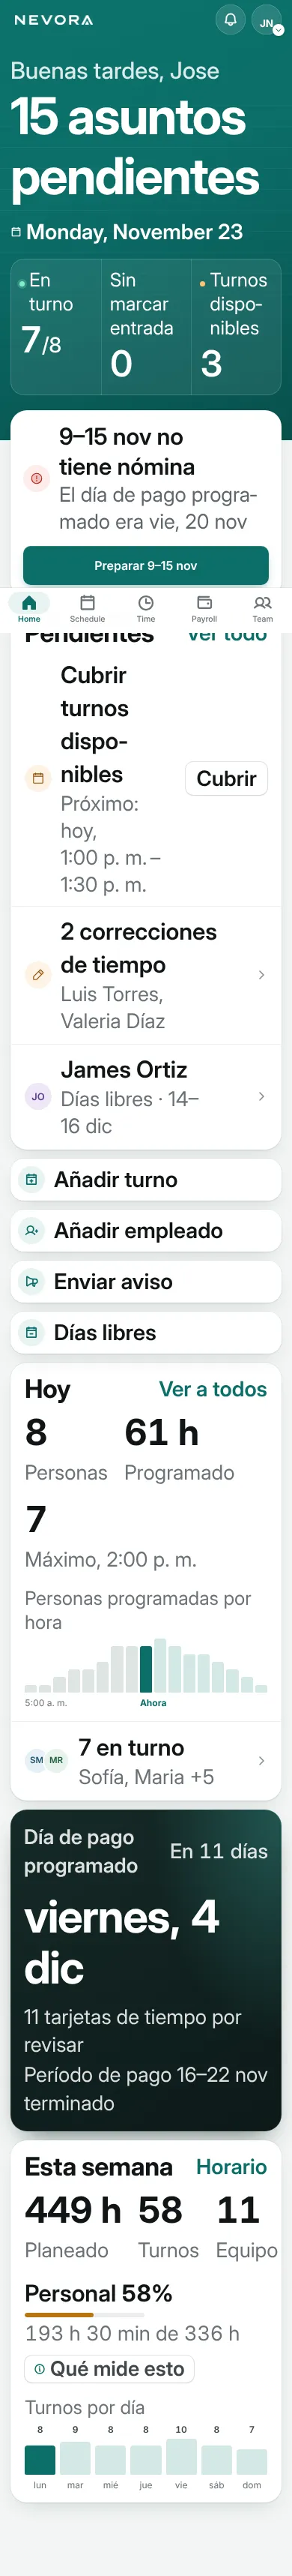 NEVORA
JN
Buenas tardes, Jose
15 asuntos
pendientes
Monday, November 23
En
turno
7/8
Sin
marcar
entrada
0
Turnos
dispo-
nibles
3
9–15 nov no
tiene nómina
El día de pago progra-
mado era vie, 20 nov
Preparar 9–15 nov
Home
Schedule
Time
Payroll
Team
Pendientes
Ver todo
Cubrir
turnos
dispo-
nibles
Próximo:
hoy,
1:00 p. m. –
1:30 p. m.
Cubrir
2 correcciones
de tiempo
Luis Torres,
Valeria Díaz
JO
James Ortiz
Días libres · 14–
16 dic
Añadir turno
Añadir empleado
Enviar aviso
Días libres
Hoy
Ver a todos
8
Personas
61 h
Programado
7
Máximo, 2:00 p. m.
Personas programadas por
hora
5:00 a. m.
Ahora
SM
MR
7 en turno
Sofía, Maria +5
Día de pago
programado
En 11 días
viernes, 4
dic
11 tarjetas de tiempo por
revisar
Período de pago 16–22 nov
terminado
Esta semana
Horario
449 h
Planeado
58
Turnos
11
Equipo
Personal 58%
193 h 30 min de 336 h
Qué mide esto
Turnos por día
8 9 8 8 10 8 7
lun mar mié jue vie sáb dom